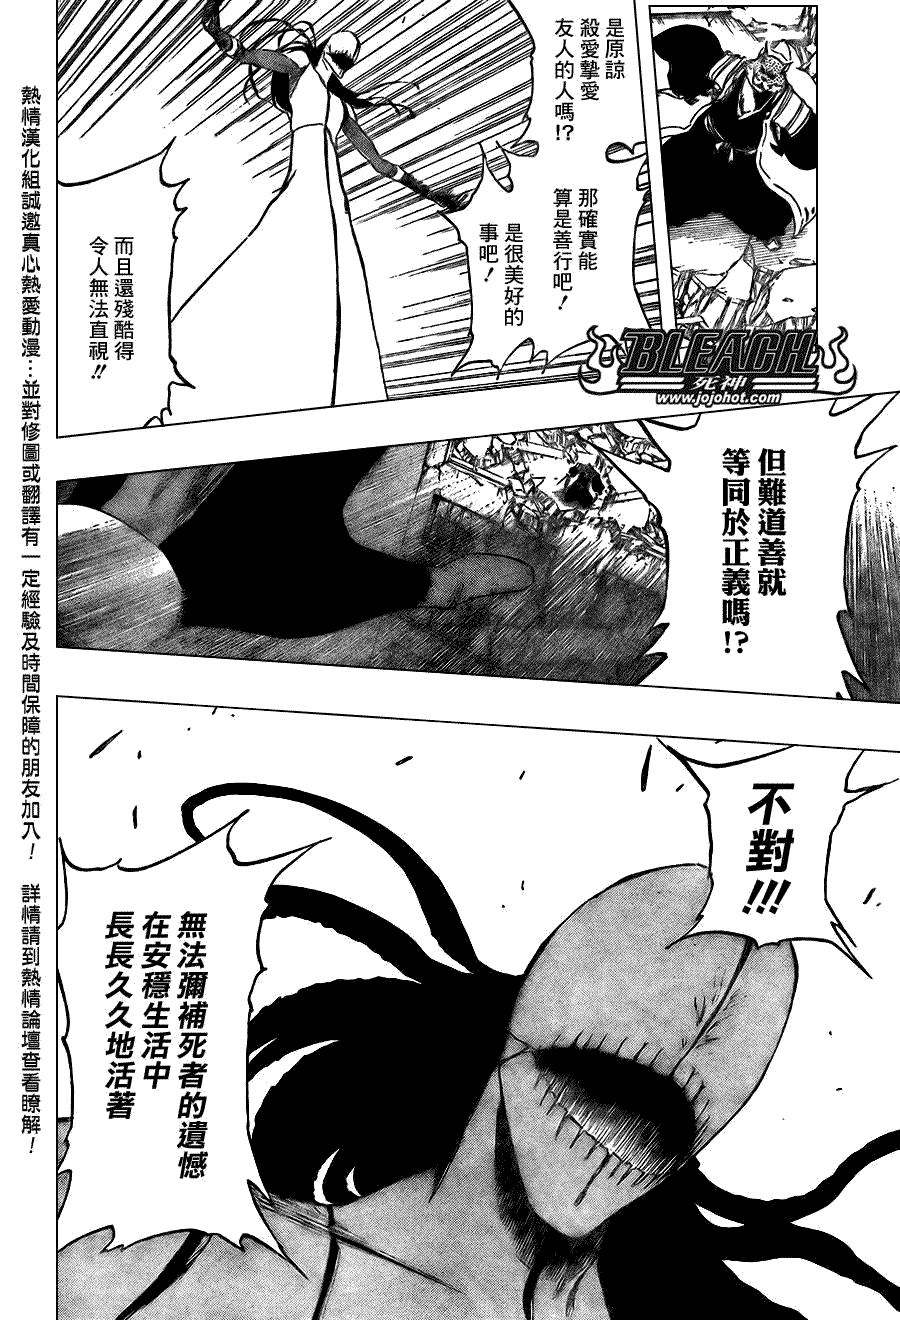 是原諒
殺愛摯愛
友人的人嗎!?
那確實能
算是善行吧！
是很美好的
事吧！
而且還殘酷得
令人無法直視!!
BLEACH
死神
www.jojohot.com
但難道善就
等同於正義嗎!?
不對!!!
無法彌補死者的遺憾
在安穩生活中
長長久久地活著
熱情漢化組誠邀真心熱愛動漫…並對修圖或翻譯有一定經驗及時間保障的朋友加入！ 詳情請到熱情論壇查看瞭解！